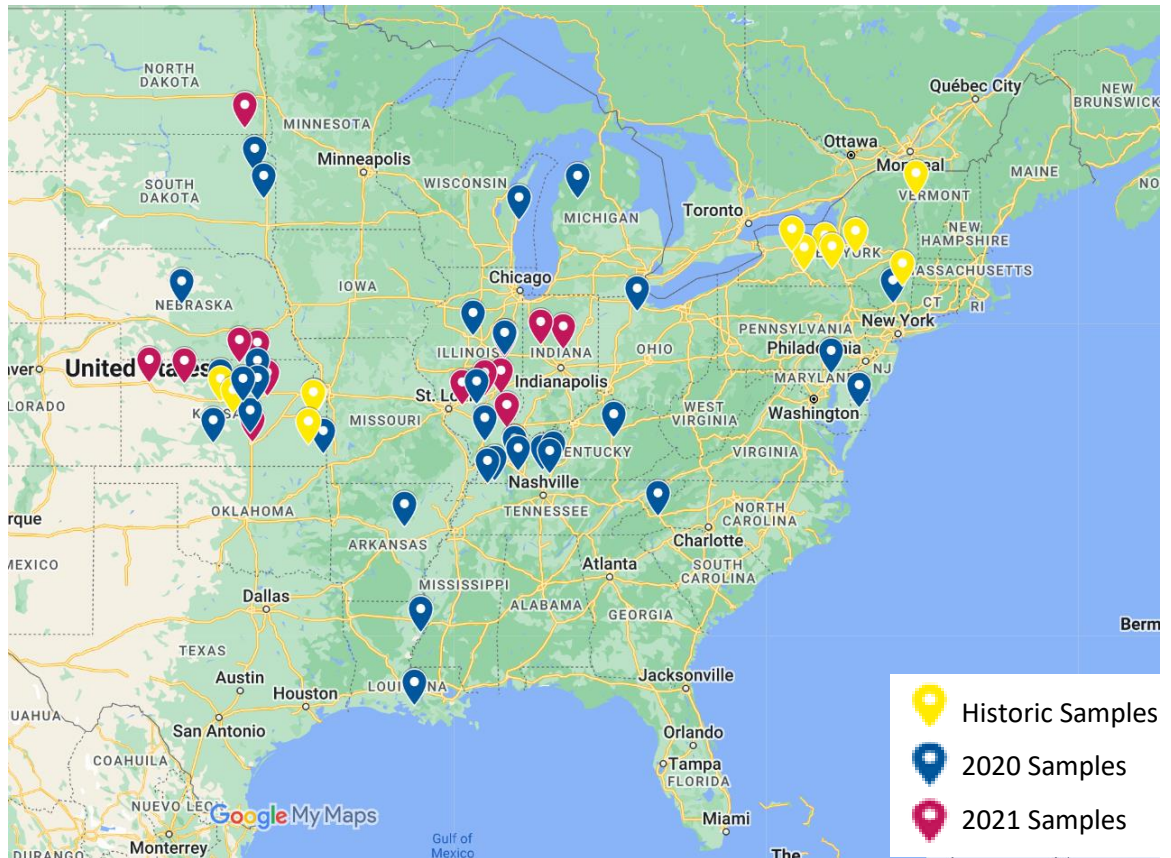 Québec City
NORTH
DAKOTA
NEW
BRUNSWICK
MINNESOTA
Ottawa
Montreal
Minneapolis
MAINE
WISCONSIN
SOUTH
DAKOTA
VERMONT
MICHIGAN
Toronto
NEW
HAMPSHIRE
MASSACHUSETTS
Chicago
IOWA
NEBRASKA
CT
RI
PENNSYLVANIA
New York
OHIO
ILLINOIS
INDIANA
United States
Philadelphia
Indianapolis
MARYLAND
NJ
St. Louis
Washington
KANSAS
MISSOURI
WEST
VIRGINIA
KENTUCKY
VIRGINIA
Nashville
OKLAHOMA
TENNESSEE
NORTH
CAROLINA
Charlotte
ARKANSAS
Atlanta
SOUTH
CAROLINA
MISSISSIPPI
Dallas
ALABAMA
GEORGIA
TEXAS
Austin
Jacksonville
Houston
LOUISIANA
San Antonio
Orlando
COAHUILA
Tampa
FLORIDA
NUEVO LEO
Google My Maps
Miami
Monterrey
Gulf of
Mexico
The
DURANGO
Historic Samples
2020 Samples
2021 Samples